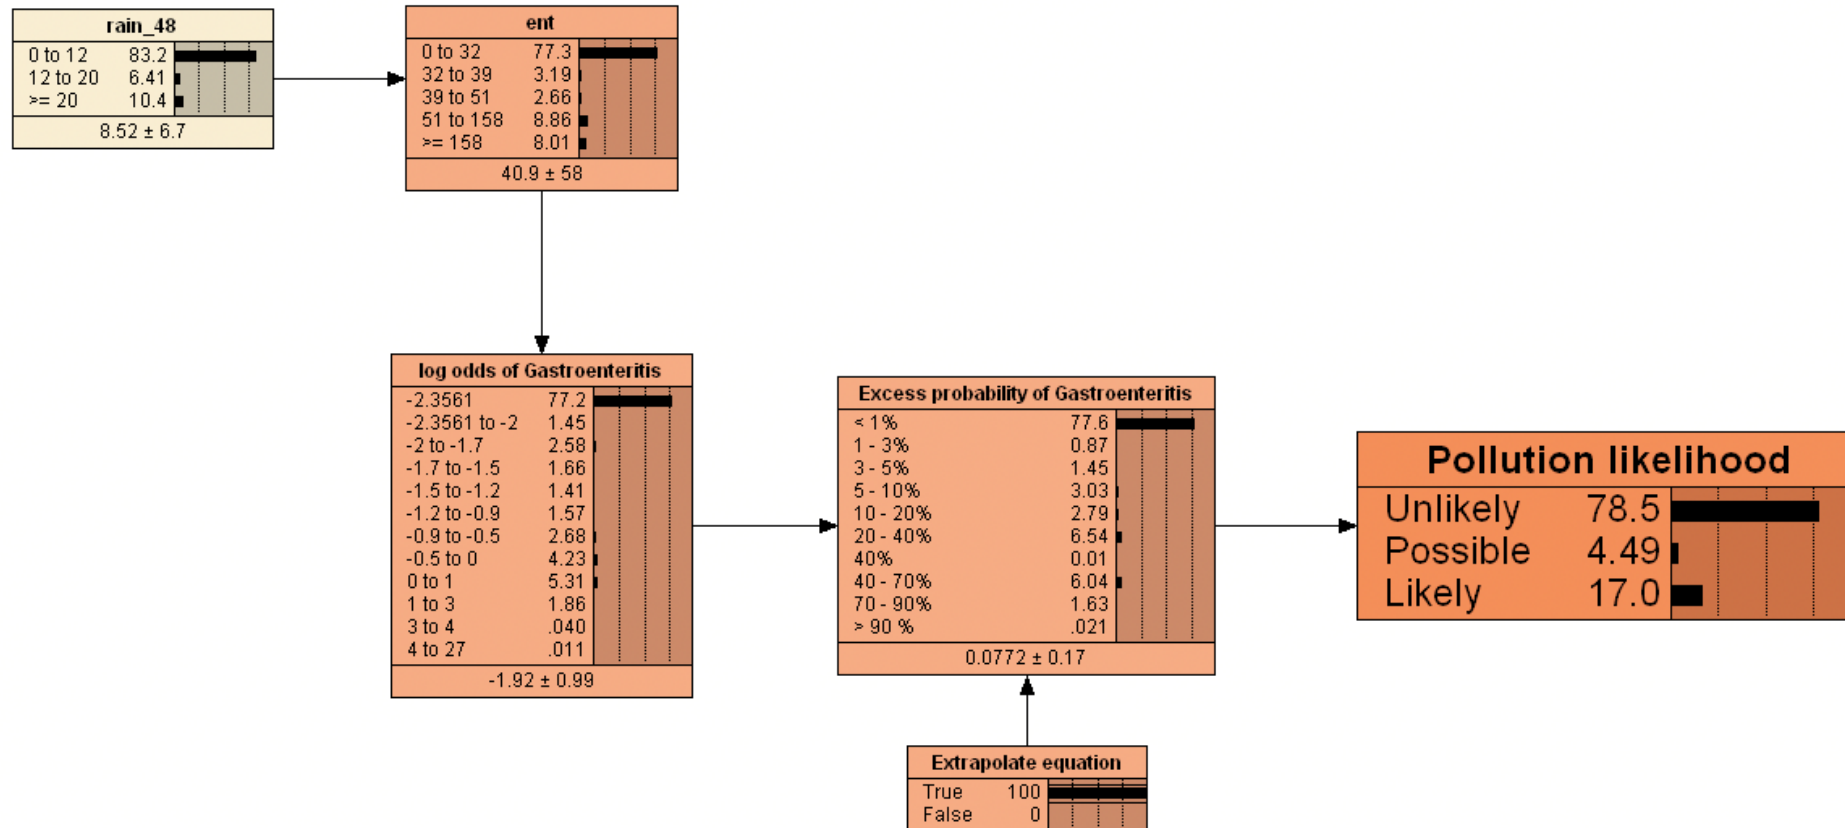 rain_48
0 to 12 83.2
12 to 20 6.41
>= 20 10.4
8.52 ± 6.7
ent
0 to 32 77.3
32 to 39 3.19
39 to 51 2.66
51 to 158 8.86
>= 158 8.01
40.9 ± 58
log odds of Gastroenteritis
-2.3561 77.2
-2.3561 to -2 1.45
-2 to -1.7 2.58
-1.7 to -1.5 1.66
-1.5 to -1.2 1.41
-1.2 to -0.9 1.57
-0.9 to -0.5 2.68
-0.5 to 0 4.23
0 to 1 5.31
1 to 3 1.86
3 to 4 .040
4 to 27 .011
-1.92 ± 0.99
Excess probability of Gastroenteritis
< 1% 77.6
1 - 3% 0.87
3 - 5% 1.45
5 - 10% 3.03
10 - 20% 2.79
20 - 40% 6.54
40% 0.01
40 - 70% 6.04
70 - 90% 1.63
> 90 % .021
0.0772 ± 0.17
Pollution likelihood
Unlikely 78.5
Possible 4.49
Likely 17.0
Extrapolate equation
True 100
False 0